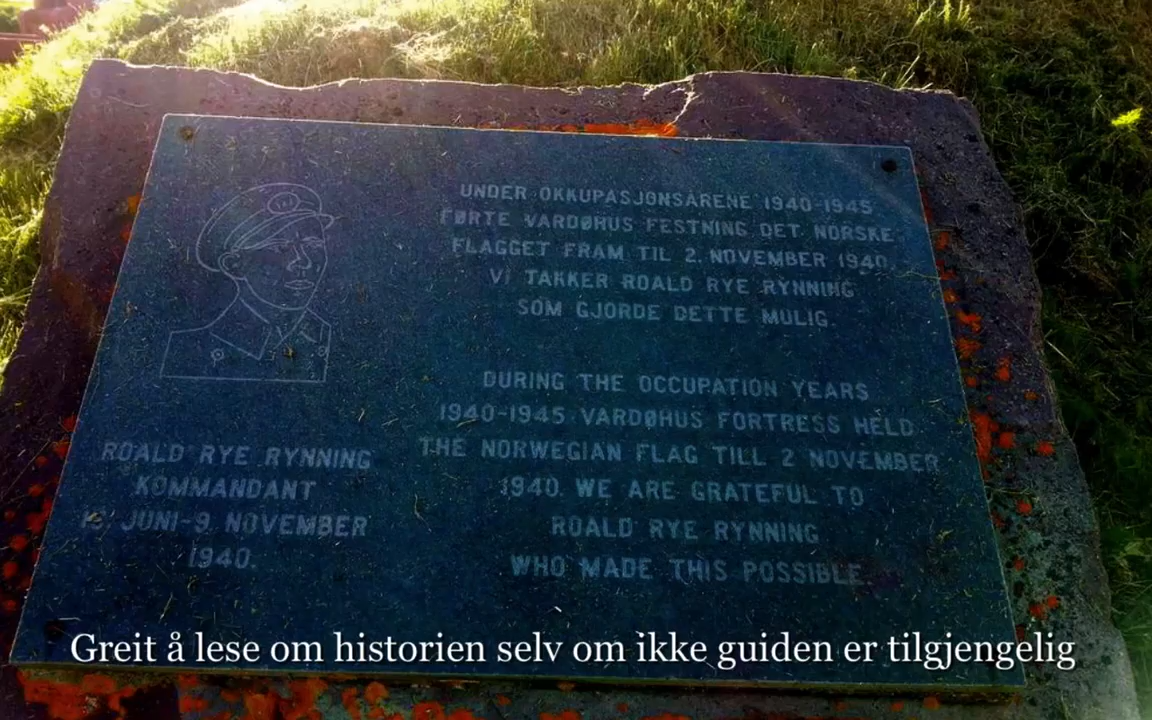 UNDER OKKUPASJONSÅRENE 1940-1945
FØRTE VARDØHUS FESTNING DET NORSKE
FLAGGET FRAM TIL 2. NOVEMBER 1940
VI TAKKER ROALD RYE RYNNING
SOM GJORDE DETTE MULIG.
DURING THE OCCUPATION YEARS
1940-1945 VARDØHUS FORTRESS HELD
THE NORWEGIAN FLAG TILL 2 NOVEMBER
1940. WE ARE GRATEFUL TO
ROALD RYE RYNNING
WHO MADE THIS POSSIBLE.
ROALD RYE RYNNING
KOMMANDANT
JUNI-9. NOVEMBER
1940.
Greit å lese om historien selv om ikke guiden er tilgjengelig